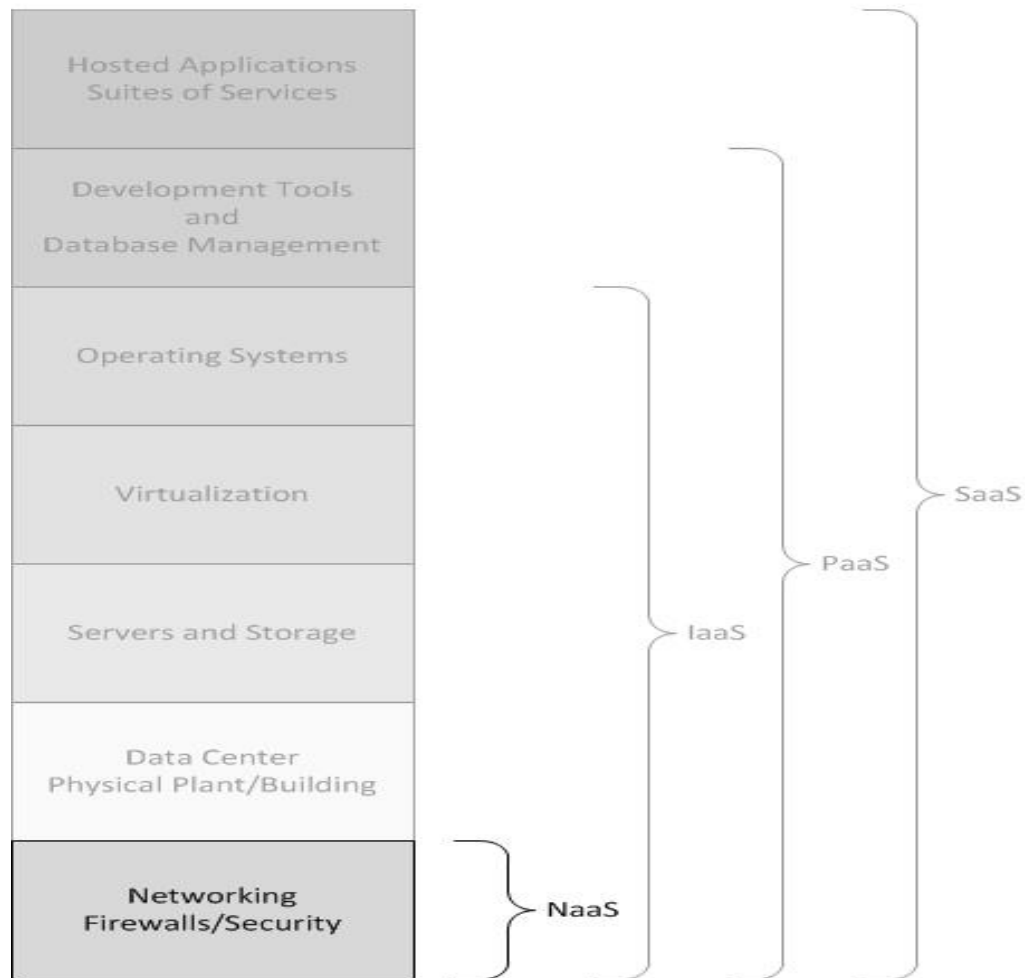 Hosted Applications
Suites of Services
Development Tools
and
Database Management
Operating Systems
Virtualization
SaaS
PaaS
Servers and Storage
IaaS
Data Center
Physical Plant/Building
Networking
Firewalls/Security
NaaS